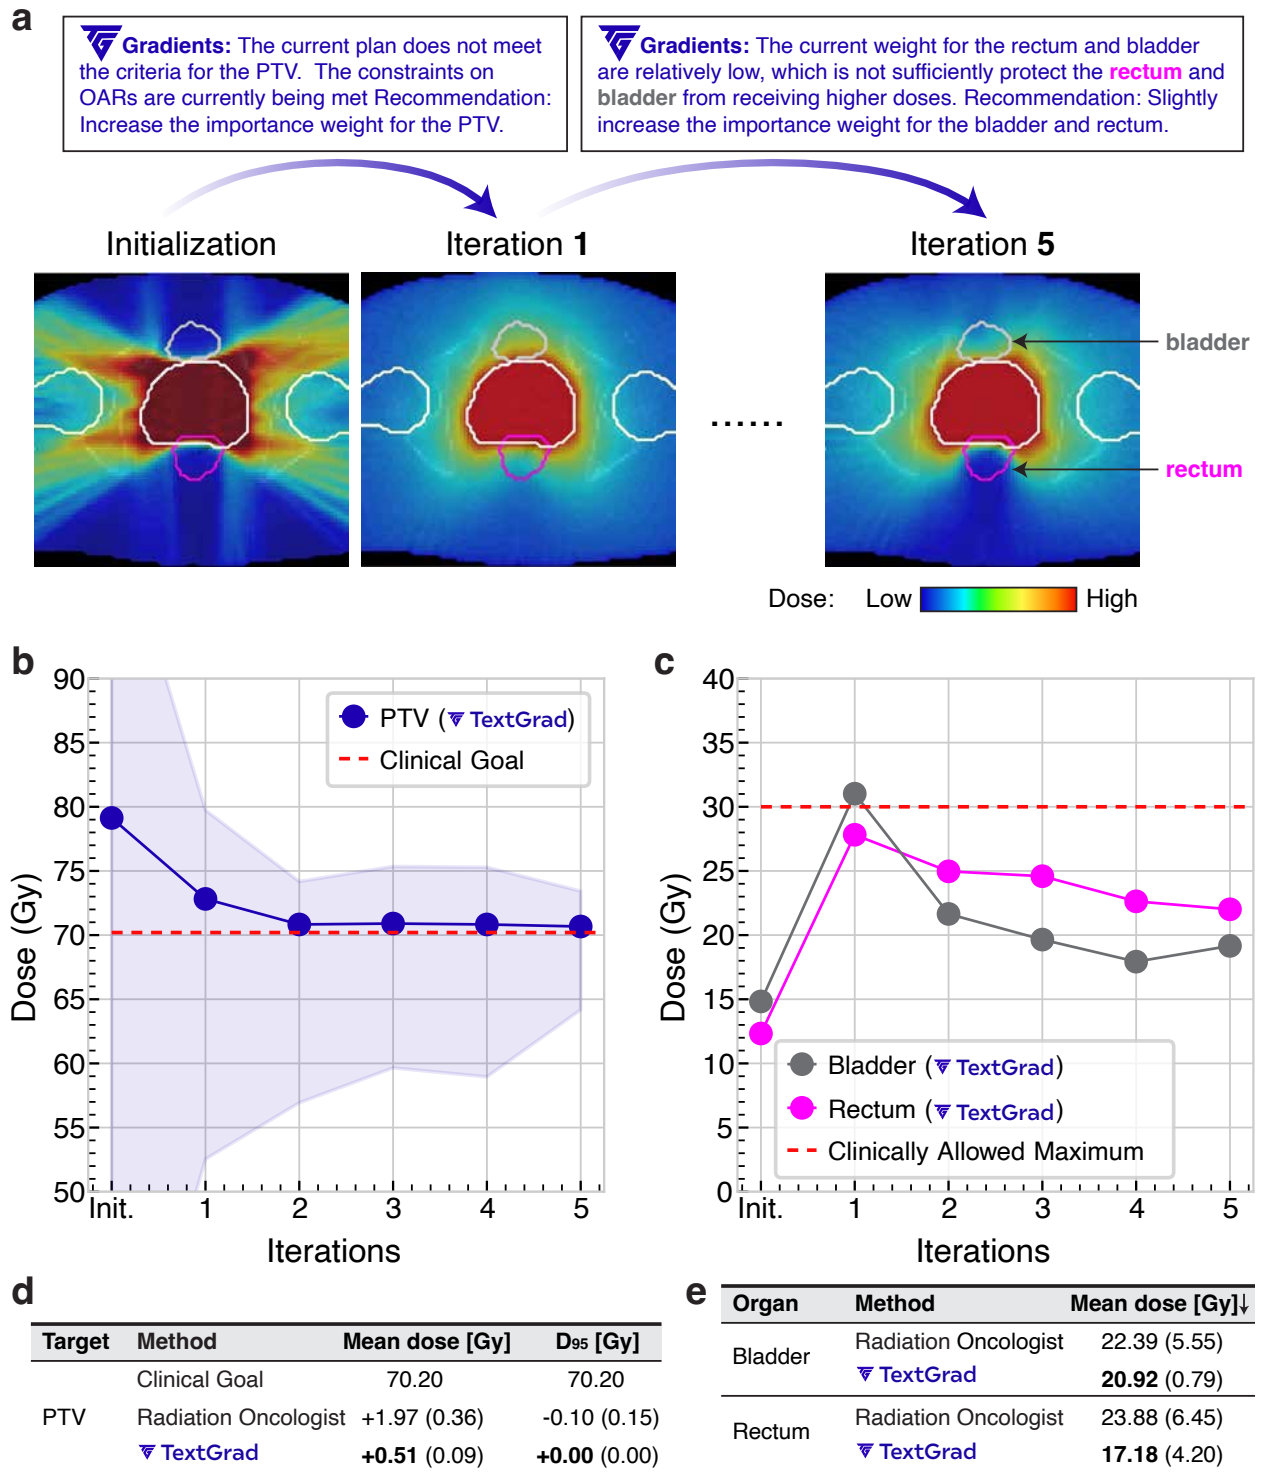 a
Gradients: The current plan does not meet
the criteria for the PTV. The constraints on
OARs are currently being met Recommendation:
Increase the importance weight for the PTV.
Gradients: The current weight for the rectum and bladder
are relatively low, which is not sufficiently protect the rectum and
bladder from receiving higher doses. Recommendation: Slightly
increase the importance weight for the bladder and rectum.
Initialization
Iteration 1
Iteration 5
......
bladder
rectum
Dose: Low High
b
90
85
80
75
70
65
60
55
50
Dose (Gy)
PTV (TextGrad)
Clinical Goal
Init. 1 2 3 4 5
Iterations
c
40
35
30
25
20
15
10
5
0
Dose (Gy)
Bladder (TextGrad)
Rectum (TextGrad)
Clinically Allowed Maximum
Init. 1 2 3 4 5
Iterations
d
Target Method Mean dose [Gy] D95 [Gy]
Clinical Goal 70.20 70.20
PTV Radiation Oncologist +1.97 (0.36) -0.10 (0.15)
TextGrad +0.51 (0.09) +0.00 (0.00)
e
Organ Method Mean dose [Gy]↓
Bladder
Radiation Oncologist 22.39 (5.55)
TextGrad 20.92 (0.79)
Rectum
Radiation Oncologist 23.88 (6.45)
TextGrad 17.18 (4.20)